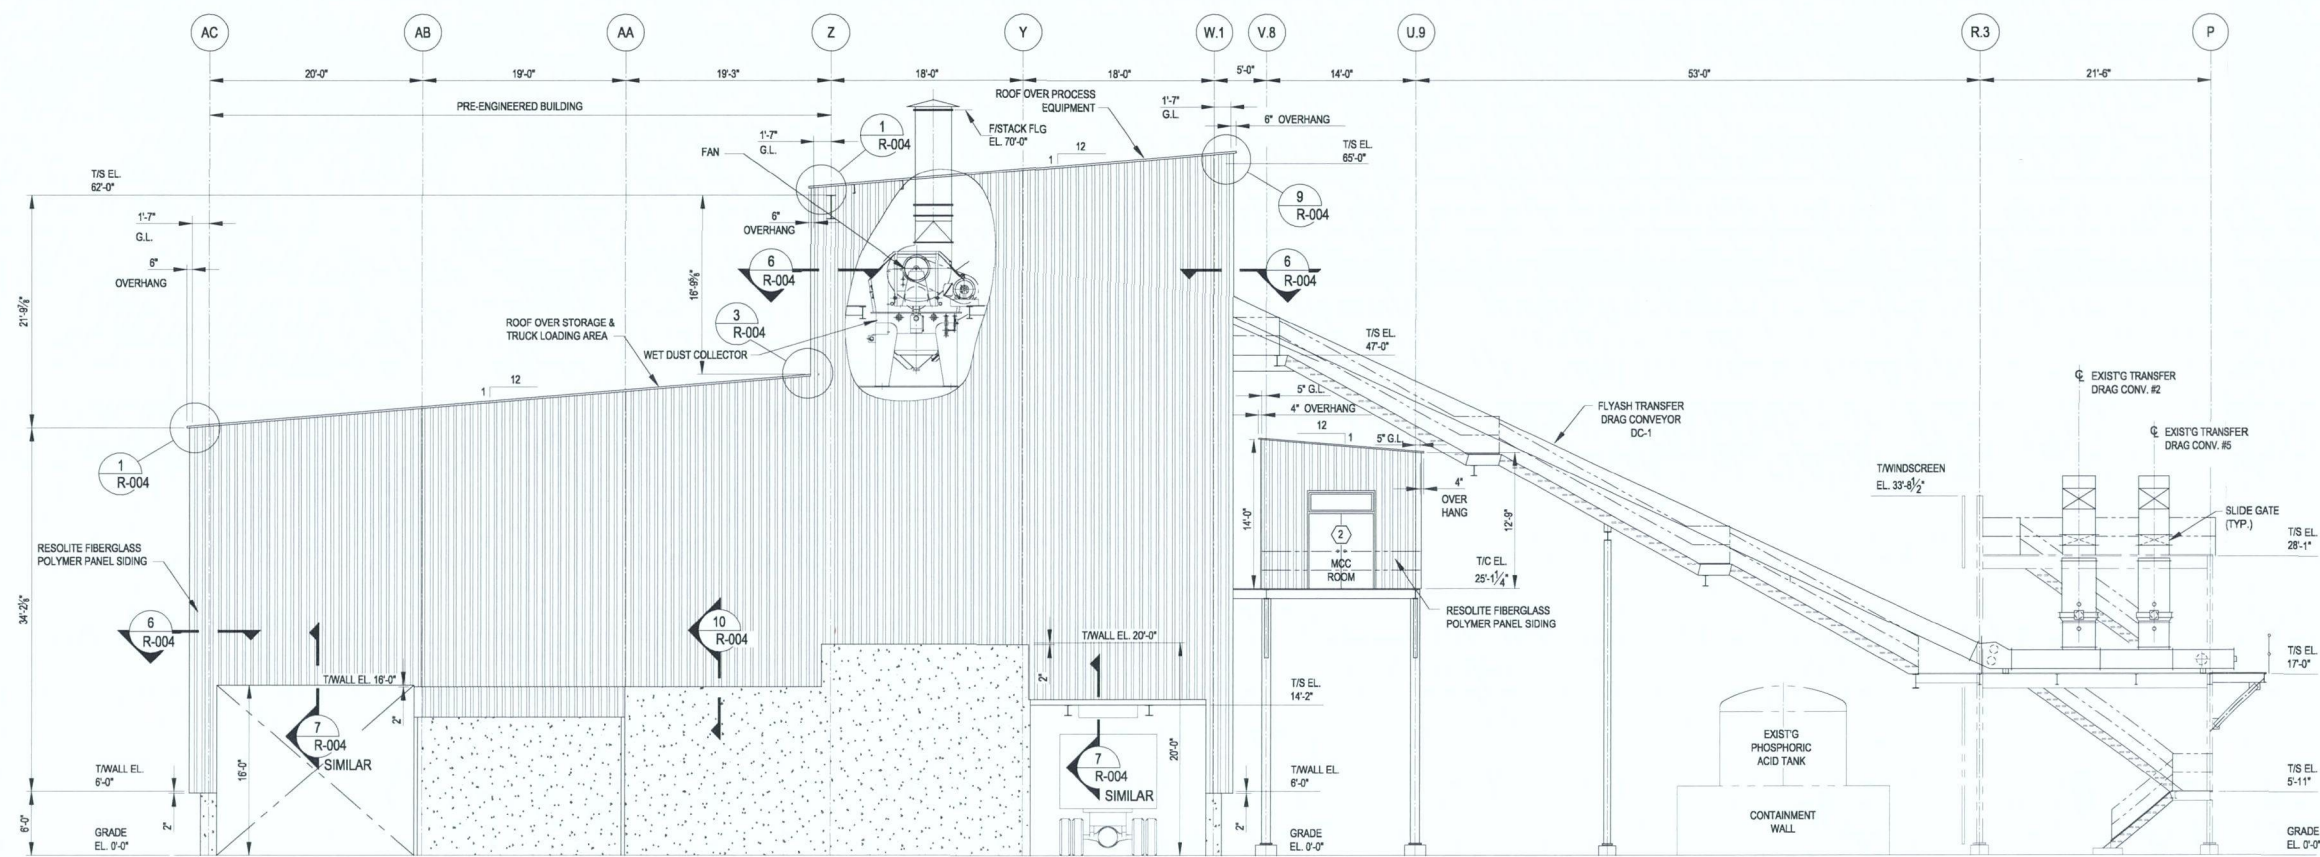 AC
AB
AA
Z
Y
W.1
V.8
U.9
R.3
P
20'-0"
19'-0"
19'-3"
18'-0"
18'-0"
5'-0"
14'-0"
53'-0"
21'-6"
PRE-ENGINEERED BUILDING
ROOF OVER PROCESS
EQUIPMENT
1'-7"
G.L.
6" OVERHANG
F/STACK FLG
EL. 70'-0"
1
R-004
1'-7"
G.L.
FAN
12
1
T/S EL.
65'-0"
T/S EL.
62'-0"
9
R-004
1'-7"
G.L.
6"
OVERHANG
6"
OVERHANG
6
R-004
6
R-004
16'-9⅝"
21'-9⅞"
3
R-004
ROOF OVER STORAGE &
TRUCK LOADING AREA
WET DUST COLLECTOR
T/S EL.
47'-0"
12
1
5" G.L.
4" OVERHANG
12
1
5" G.L.
FLYASH TRANSFER
DRAG CONVEYOR
DC-1
EXIST'G TRANSFER
DRAG CONV. #2
EXIST'G TRANSFER
DRAG CONV. #5
1
R-004
T/WINDSCREEN
EL. 33'-8½"
4"
OVER
HANG
14'-0"
12'-9"
SLIDE GATE
(TYP.)
T/S EL.
28'-1"
2
MCC
ROOM
T/C EL.
25'-1¼"
RESOLITE FIBERGLASS
POLYMER PANEL SIDING
RESOLITE FIBERGLASS
POLYMER PANEL SIDING
34'-2⅛"
6
R-004
10
R-004
T/WALL EL. 20'-0"
2"
T/S EL.
17'-0"
T/WALL EL. 16'-0"
2"
T/S EL.
14'-2"
7
R-004
SIMILAR
16'-0"
7
R-004
SIMILAR
20'-0"
EXIST'G
PHOSPHORIC
ACID TANK
T/WALL EL.
6'-0"
T/WALL EL.
6'-0"
T/S EL.
5'-11"
6'-0"
2"
2"
CONTAINMENT
WALL
GRADE
EL. 0'-0"
GRADE
EL. 0'-0"
GRADE
EL. 0'-0"